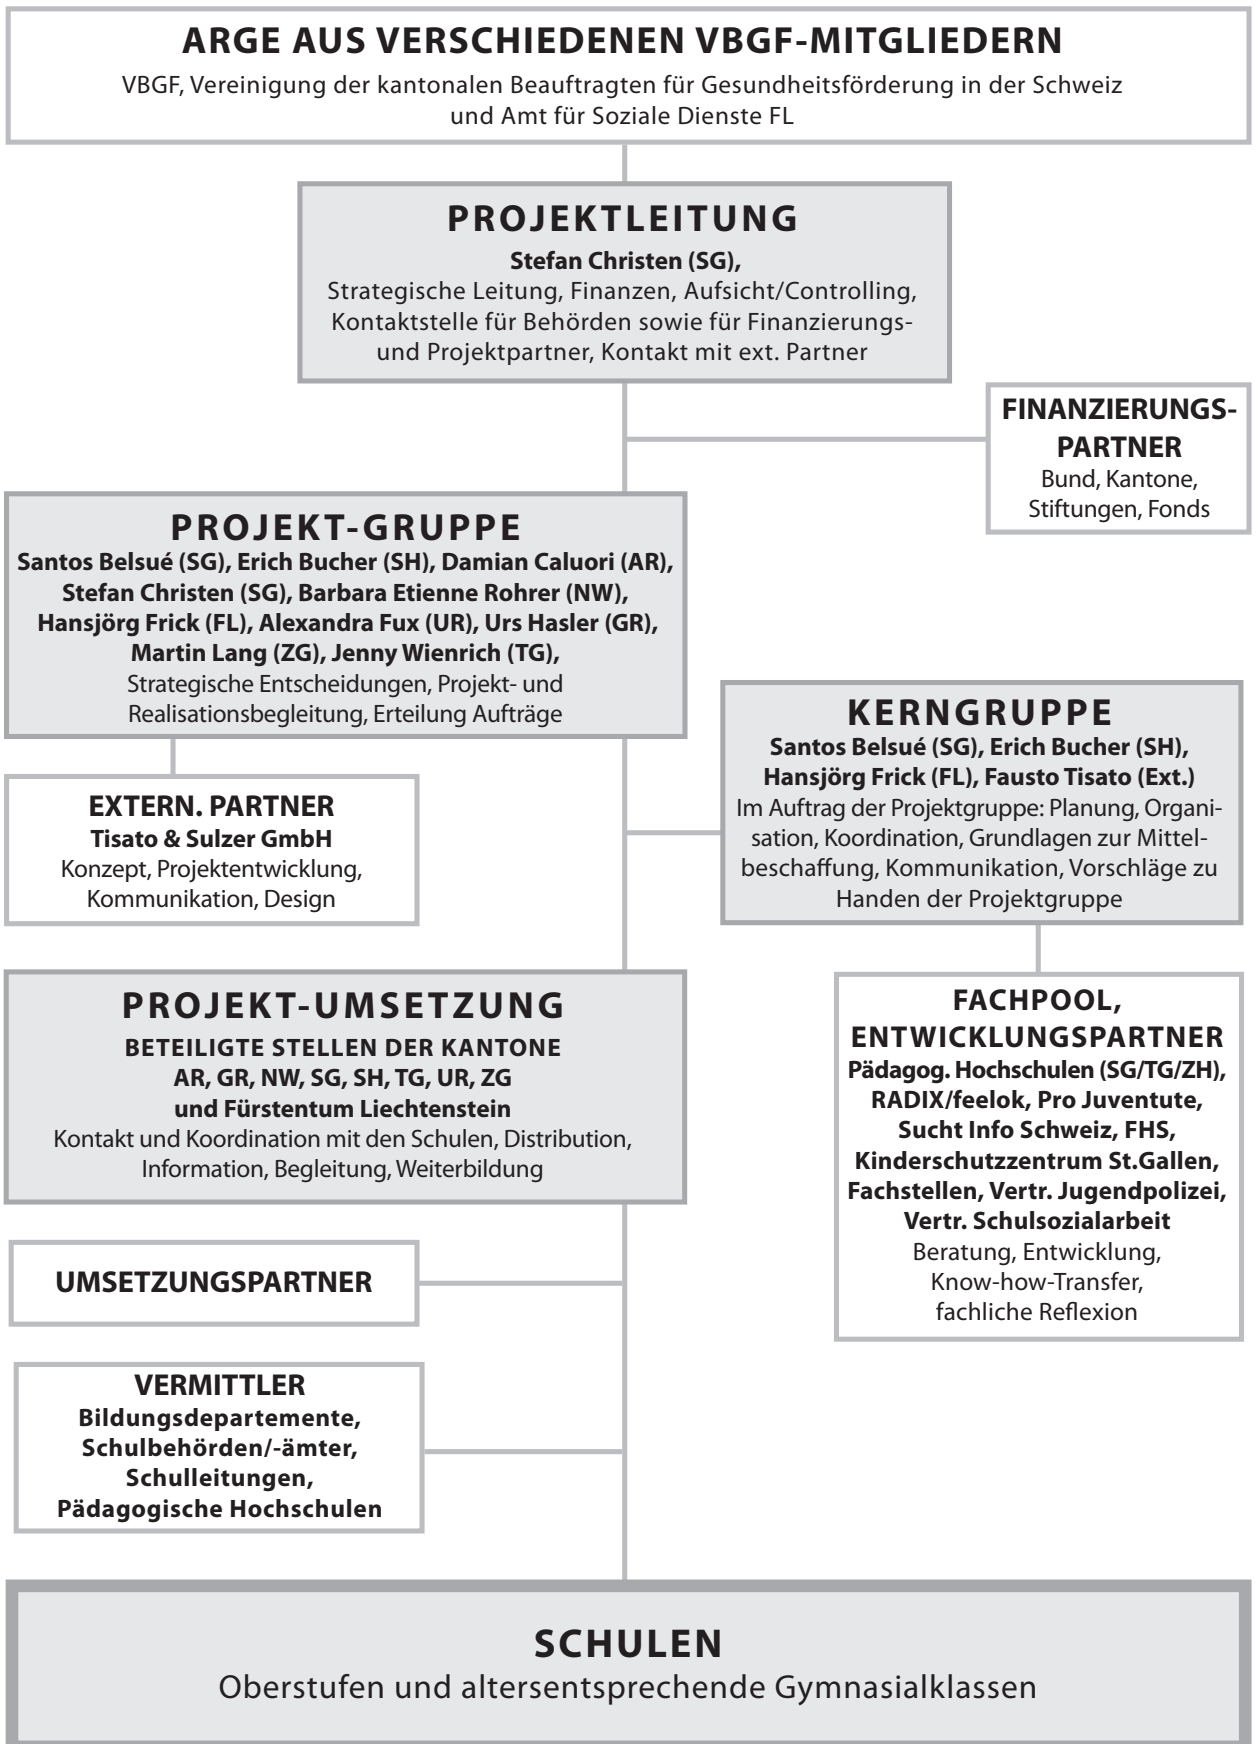 ARGE AUS VERSCHIEDENEN VBGF-MITGLIEDERN
VBGF, Vereinigung der kantonalen Beauftragten für Gesundheitsförderung in der Schweiz
und Amt für Soziale Dienste FL
PROJEKTLEITUNG
Stefan Christen (SG),
Strategische Leitung, Finanzen, Aufsicht/Controlling,
Kontaktstelle für Behörden sowie für Finanzierungs-
und Projektpartner, Kontakt mit ext. Partner
FINANZIERUNGS-
PARTNER
Bund, Kantone,
Stiftungen, Fonds
PROJEKT-GRUPPE
Santos Belsué (SG), Erich Bucher (SH), Damian Caluori (AR),
Stefan Christen (SG), Barbara Etienne Rohrer (NW),
Hansjörg Frick (FL), Alexandra Fux (UR), Urs Hasler (GR),
Martin Lang (ZG), Jenny Wienrich (TG),
Strategische Entscheidungen, Projekt- und
Realisationsbegleitung, Erteilung Aufträge
KERNGRUPPE
Santos Belsué (SG), Erich Bucher (SH),
Hansjörg Frick (FL), Fausto Tisato (Ext.)
Im Auftrag der Projektgruppe: Planung, Organi-
sation, Koordination, Grundlagen zur Mittel-
beschaffung, Kommunikation, Vorschläge zu
Handen der Projektgruppe
EXTERN. PARTNER
Tisato & Sulzer GmbH
Konzept, Projektentwicklung,
Kommunikation, Design
PROJEKT-UMSETZUNG
BETEILIGTE STELLEN DER KANTONE
AR, GR, NW, SG, SH, TG, UR, ZG
und Fürstentum Liechtenstein
Kontakt und Koordination mit den Schulen, Distribution,
Information, Begleitung, Weiterbildung
FACHPOOL,
ENTWICKLUNGSPARTNER
Pädagog. Hochschulen (SG/TG/ZH),
RADIX/feelok, Pro Juventute,
Sucht Info Schweiz, FHS,
Kinderschutzzentrum St.Gallen,
Fachstellen, Vertr. Jugendpolizei,
Vertr. Schulsozialarbeit
Beratung, Entwicklung,
Know-how-Transfer,
fachliche Reflexion
UMSETZUNGSPARTNER
VERMITTLER
Bildungsdepartemente,
Schulbehörden/-ämter,
Schulleitungen,
Pädagogische Hochschulen
SCHULEN
Oberstufen und altersentsprechende Gymnasialklassen